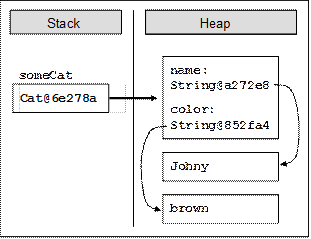 Stack
Heap
someCat
Cat@6e278a
name:
String@a272e8
color:
String@852fa4
Johny
brown